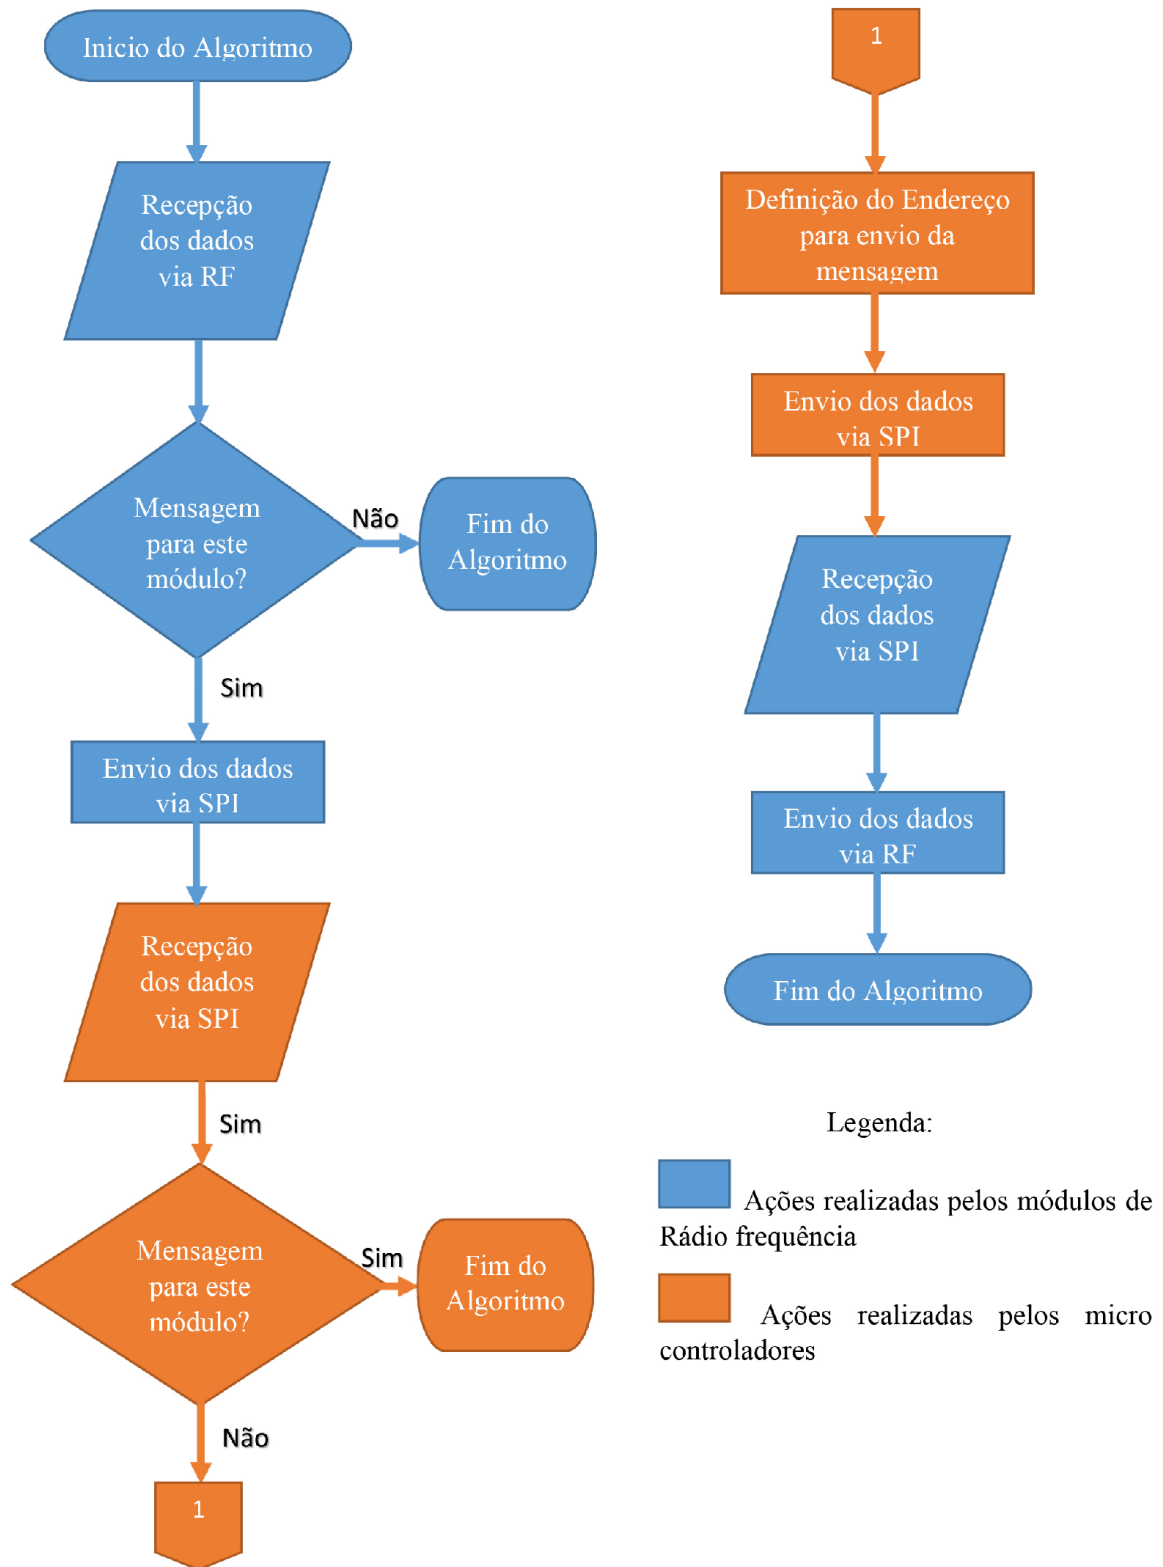 Inicio do Algoritmo
Recepção
dos dados
via RF
Mensagem
para este
módulo?
Não
Fim do
Algoritmo
Sim
Envio dos dados
via SPI
Recepção
dos dados
via SPI
Sim
Mensagem
para este
módulo?
Sim
Fim do
Algoritmo
Não
1
1
Definição do Endereço
para envio da
mensagem
Envio dos dados
via SPI
Recepção
dos dados
via SPI
Envio dos dados
via RF
Fim do Algoritmo
Legenda:
Ações realizadas pelos módulos de
Rádio frequência
Ações realizadas pelos micro
controladores